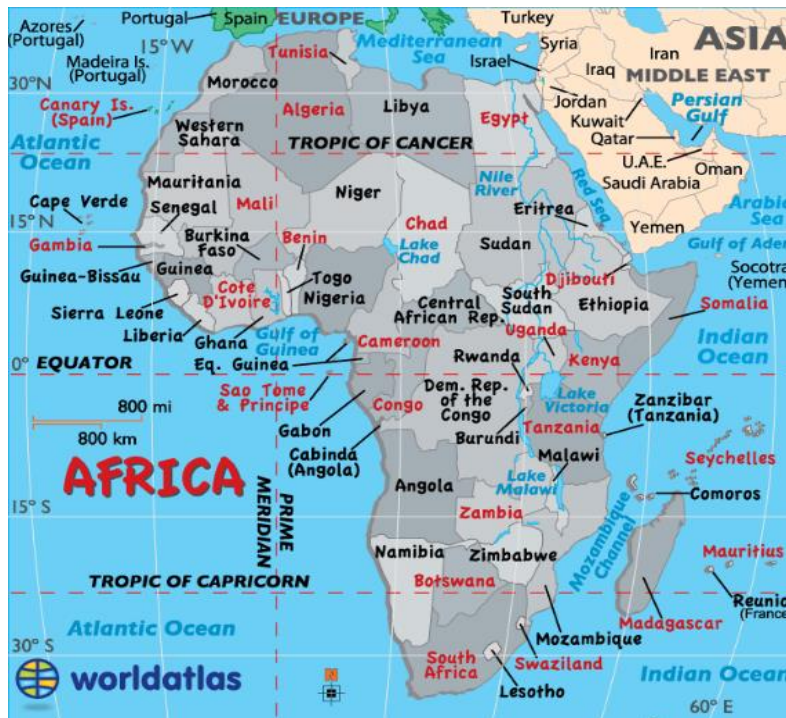 Azores
(Portugal)
Portugal
Spain
EUROPE
Turkey
ASIA
15°W
Tunisia
Mediterranean
Sea
Syria
Iran
Madeira Is.
(Portugal)
Israel
Iraq
MIDDLE EAST
30°N
Morocco
Canary Is.
(Spain)
Algeria
Libya
Egypt
Jordan
Kuwait
Persian
Gulf
Qatar
Atlantic
Ocean
Western
Sahara
TROPIC OF CANCER
U.A.E.
Oman
Saudi Arabia
Mauritania
Nile
River
Red Sea
Cape Verde
Senegal
Mali
Niger
Eritrea
Arabia
Sea
15°N
Chad
Gambia
Burkina
Faso
Benin
Lake
Chad
Sudan
Yemen
Gulf of Aden
Guinea-Bissau
Guinea
Togo
Djibouti
Socotra
(Yemen)
Cote
D'Ivoire
Nigeria
South
Sudan
Ethiopia
Sierra Leone
Central
African Rep.
Somalia
Liberia
Ghana
Gulf of
Guinea
Cameroon
Uganda
Indian
Ocean
0°
EQUATOR
Eq. Guinea
Rwanda
Kenya
Sao Tome
& Principe
Congo
Dem. Rep.
of the
Congo
Lake
Victoria
Zanzibar
(Tanzania)
800 mi
800 km
Gabon
Burundi
Tanzania
Cabinda
(Angola)
Malawi
Seychelles
AFRICA
Angola
Lake
Malawi
Comoros
15° S
PRIME
MERIDIAN
Zambia
Mozambique
Channel
Namibia
Zimbabwe
Mauritius
TROPIC OF CAPRICORN
Botswana
Reunio
(France
Atlantic Ocean
Mozambique
Madagascar
30° S
South
Africa
Swaziland
worldatlas
Lesotho
Indian Ocean
60° E